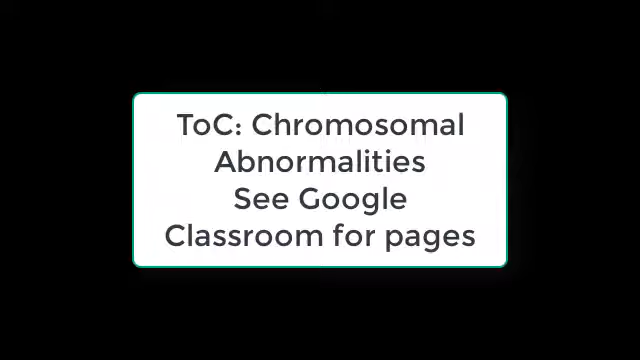 ToC: Chromosomal
Abnormalities
See Google
Classroom for pages